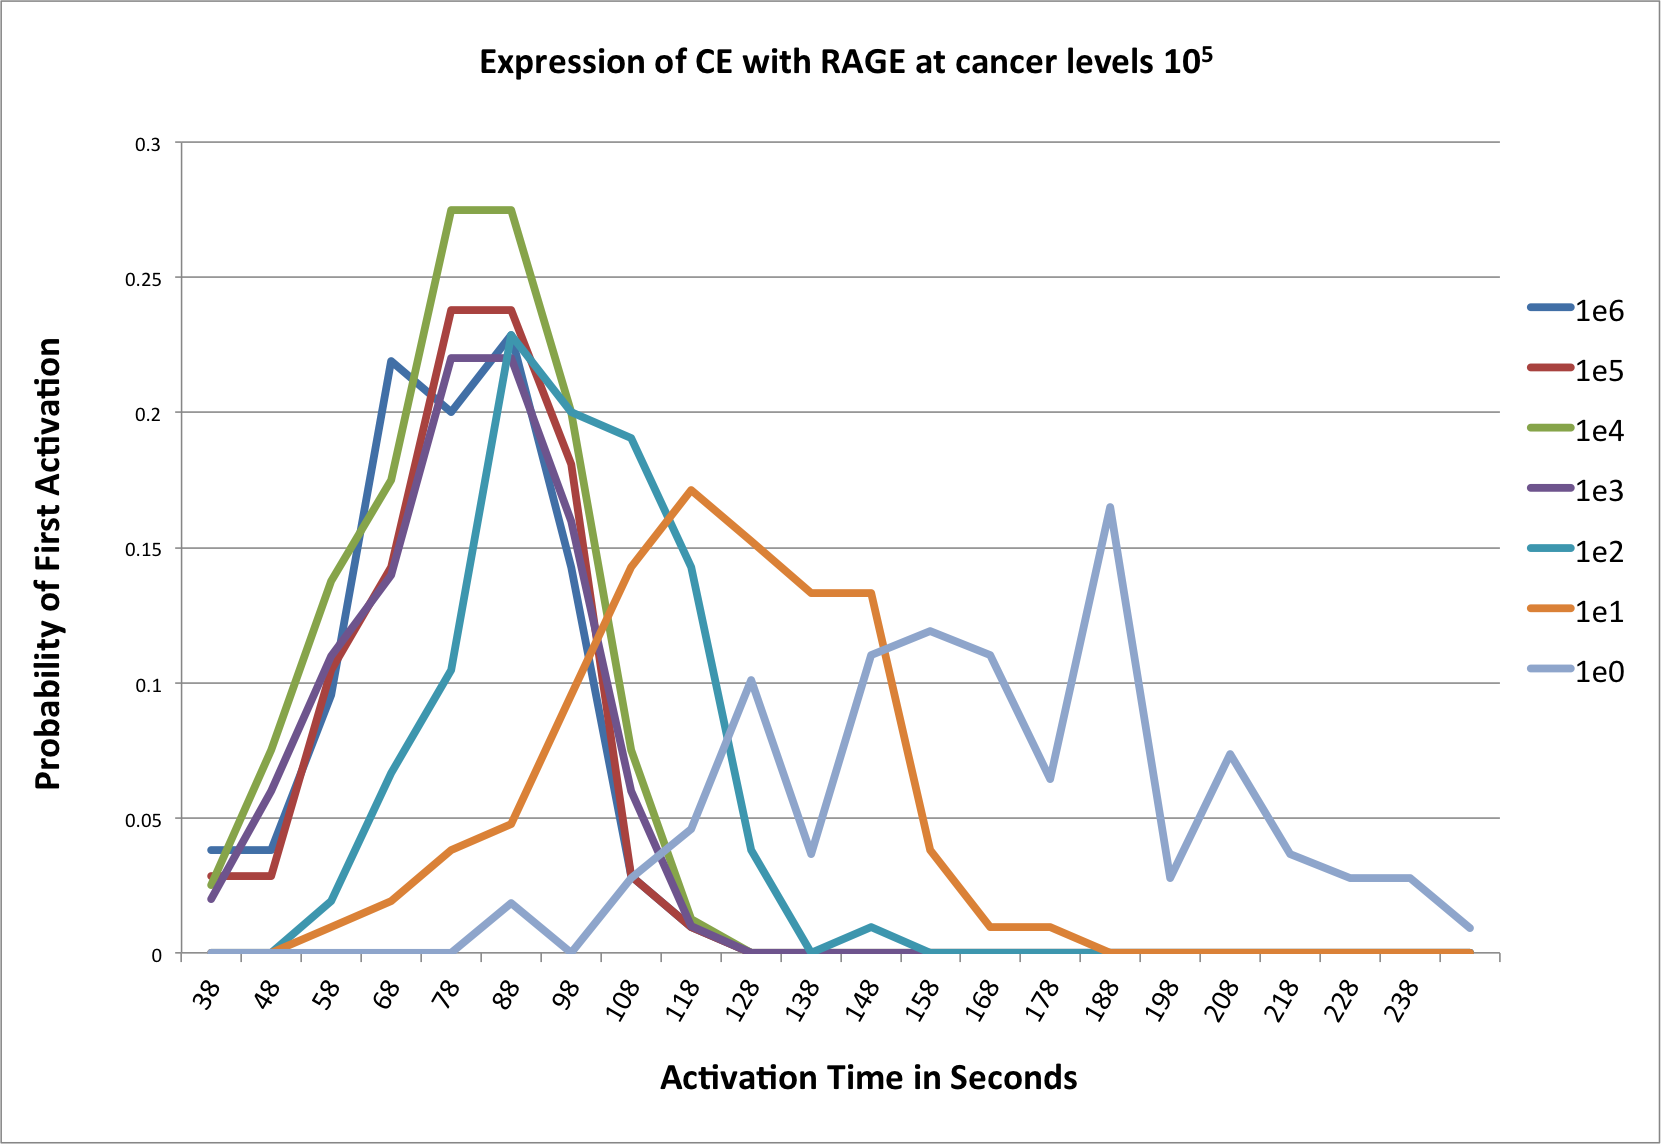 Expression of CE with RAGE at cancer levels 10⁵
0.3
0.25
0.2
0.15
0.1
0.05
0
Probability of First Activation
38 48 58 68 78 88 98 108 118 128 138 148 158 168 178 188 198 208 218 228 238
Activation Time in Seconds
1e6
1e5
1e4
1e3
1e2
1e1
1e0